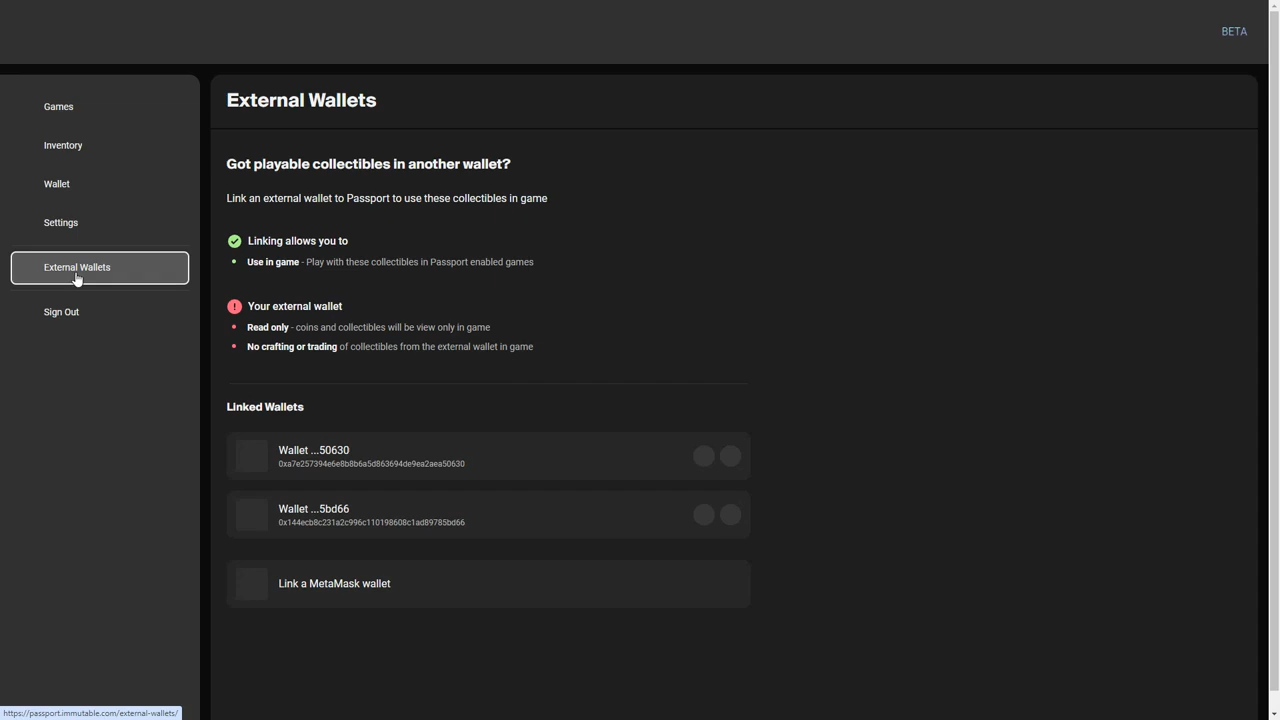 BETA
Games
Inventory
Wallet
Settings
External Wallets
Sign Out
External Wallets
Got playable collectibles in another wallet?
Link an external wallet to Passport to use these collectibles in game
Linking allows you to
Use in game - Play with these collectibles in Passport enabled games
Your external wallet
Read only - coins and collectibles will be view only in game
No crafting or trading of collectibles from the external wallet in game
Linked Wallets
Wallet ...50630
0xa7e257394e6e8b8b6a5d863694de9ea2aea50630
Wallet ...5bd66
0x144ecb8c231a2c996c110198608c1ad89785bd66
Link a MetaMask wallet
https://passport.immutable.com/external-wallets/